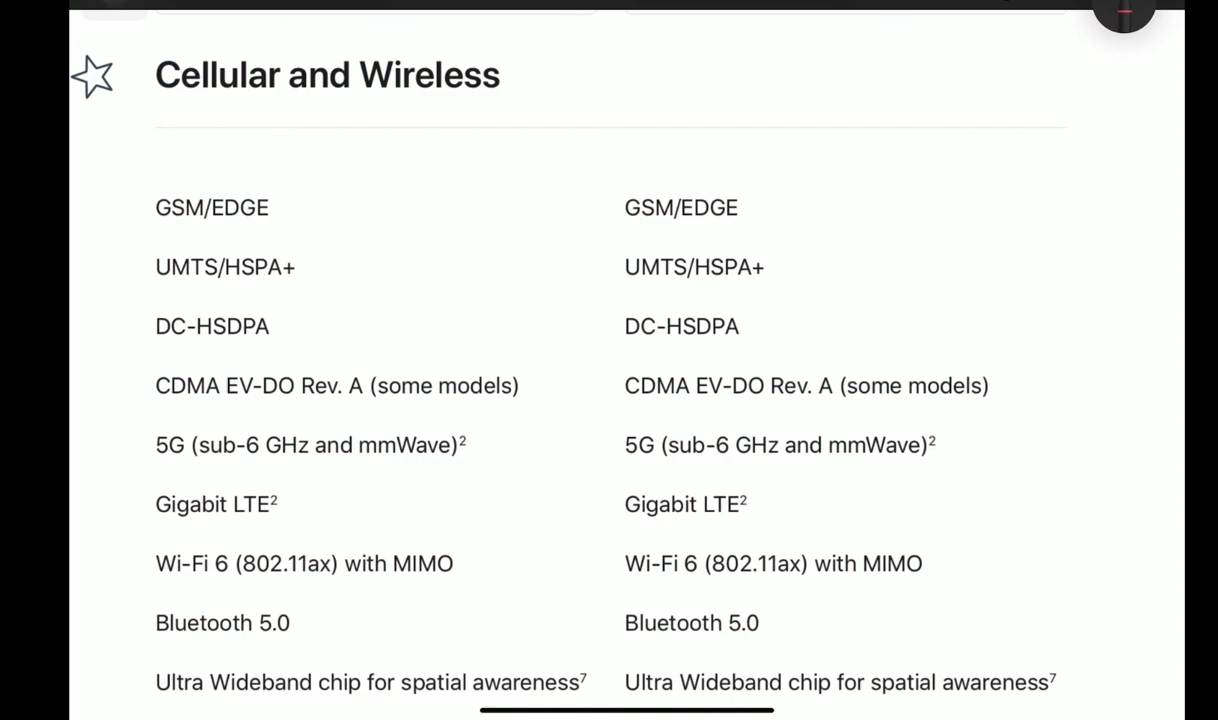 Cellular and Wireless
GSM/EDGE GSM/EDGE
UMTS/HSPA+ UMTS/HSPA+
DC-HSDPA DC-HSDPA
CDMA EV-DO Rev. A (some models) CDMA EV-DO Rev. A (some models)
5G (sub-6 GHz and mmWave)² 5G (sub-6 GHz and mmWave)²
Gigabit LTE² Gigabit LTE²
Wi-Fi 6 (802.11ax) with MIMO Wi-Fi 6 (802.11ax) with MIMO
Bluetooth 5.0 Bluetooth 5.0
Ultra Wideband chip for spatial awareness⁷ Ultra Wideband chip for spatial awareness⁷